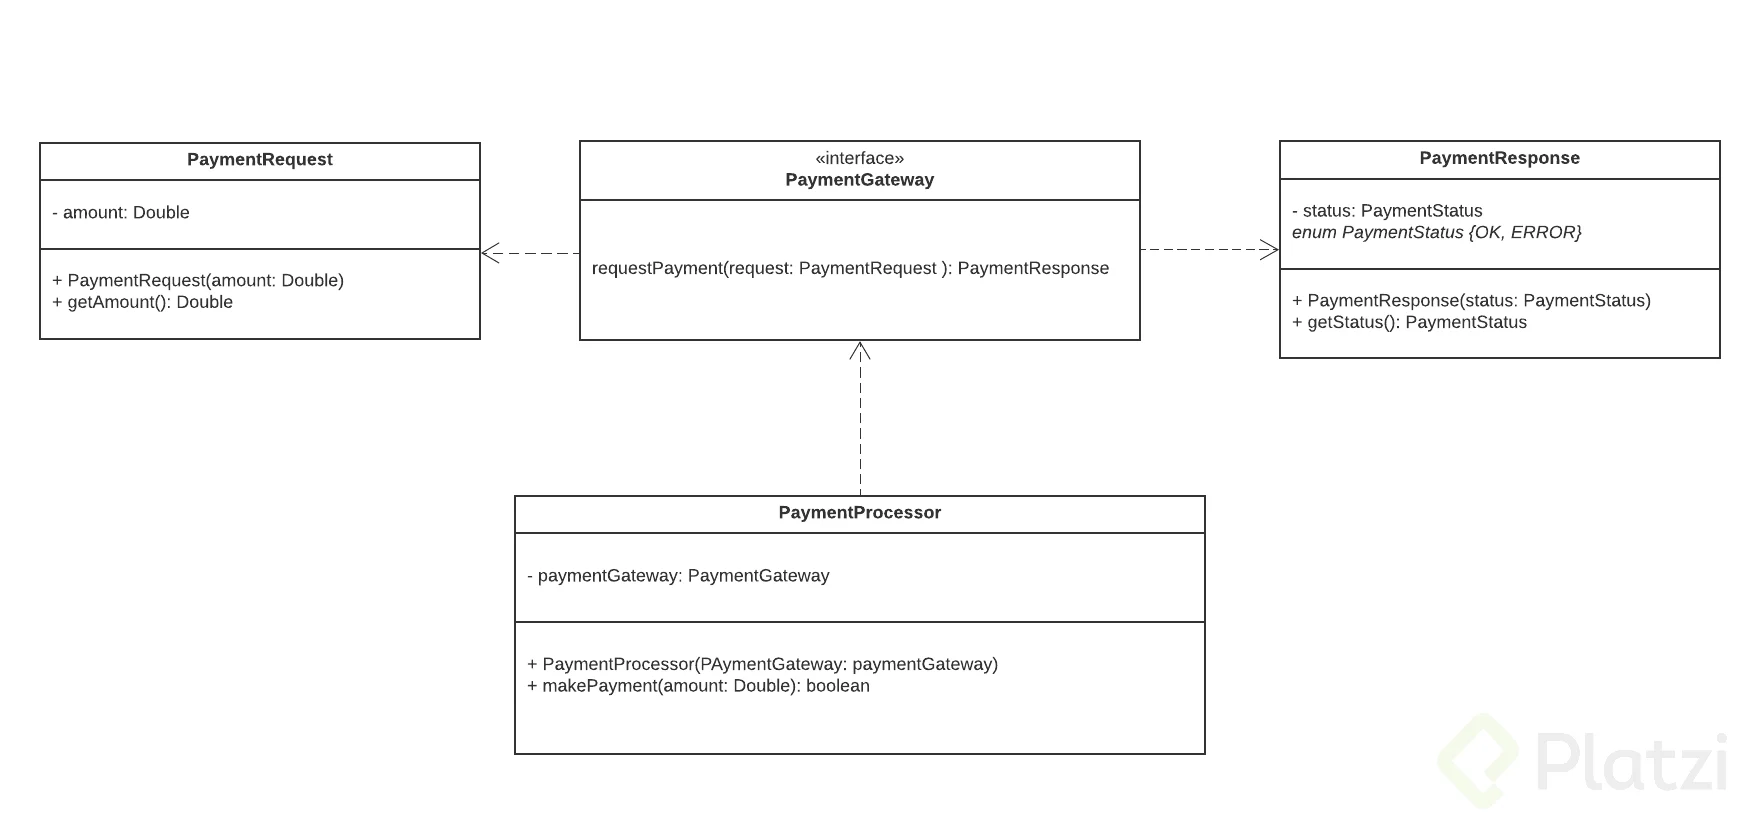 PaymentRequest
- amount: Double
+ PaymentRequest(amount: Double)
+ getAmount(): Double
«interface»
PaymentGateway
requestPayment(request: PaymentRequest ): PaymentResponse
PaymentResponse
- status: PaymentStatus
enum PaymentStatus {OK, ERROR}
+ PaymentResponse(status: PaymentStatus)
+ getStatus(): PaymentStatus
PaymentProcessor
- paymentGateway: PaymentGateway
+ PaymentProcessor(PAymentGateway: paymentGateway)
+ makePayment(amount: Double): boolean
Platzi